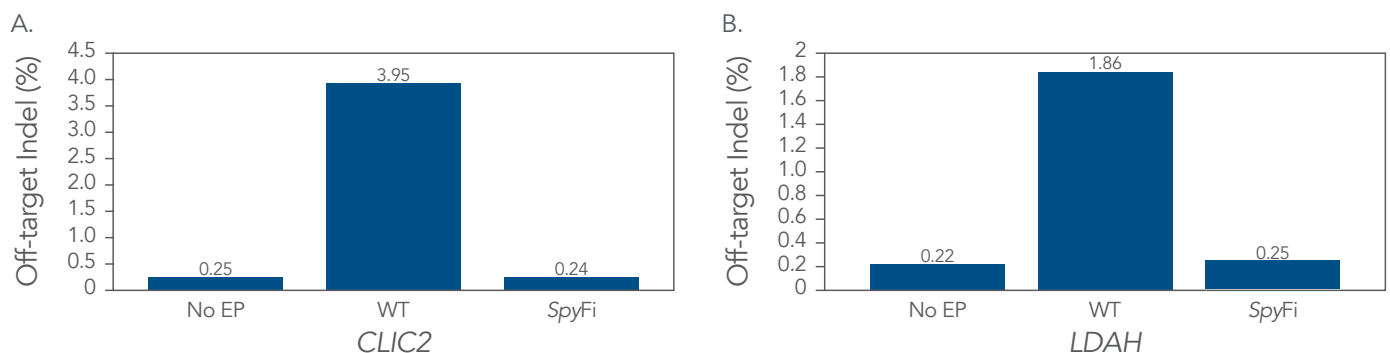 A.
Off-target Indel (%)
4.5
4.0
3.5
3.0
2.5
4.0
1.5
1.0
0.5
0
0.25
3.95
0.24
No EP
WT
SpyFi
CLIC2
B.
Off-target Indel (%)
2
1.8
1.6
1.4
1.2
2
1.8
0.6
0.4
0.2
0
0.22
1.86
0.25
No EP
WT
SpyFi
LDAH